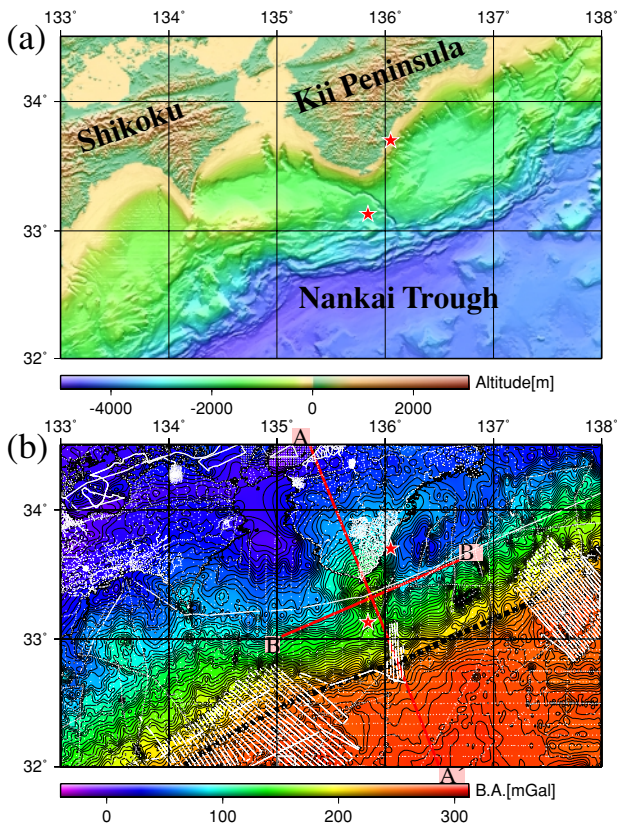 133° 134° 135° 136° 137° 138°
(a)
Kii Peninsula
34°
Shikoku
33°
Nankai Trough
32°
Altitude[m]
-4000 -2000 0 2000
133° 134° 135° 136° 137° 138°
(b)
A
34°
B´
33°
B
32°
A´
B.A.[mGal]
0 100 200 300